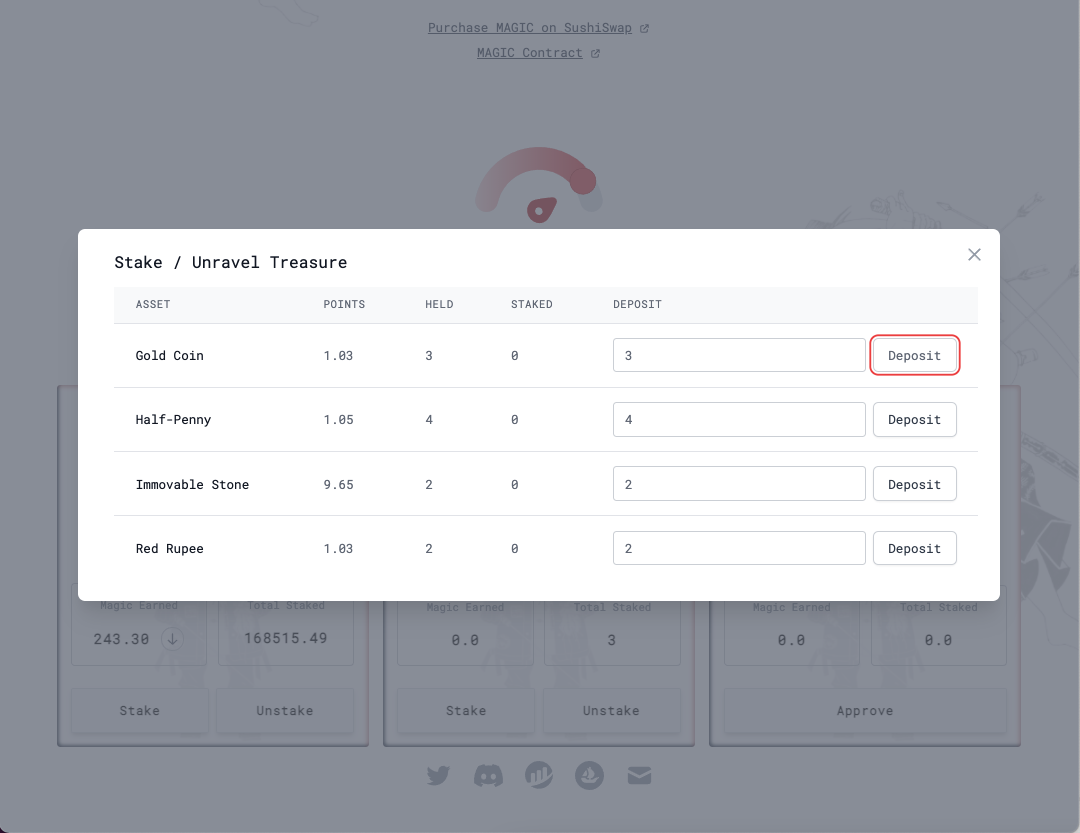 Purchase MAGIC on SushiSwap
MAGIC Contract
Stake / Unravel Treasure
ASSET POINTS HELD STAKED DEPOSIT
Gold Coin 1.03 3 0 3 Deposit
Half-Penny 1.05 4 0 4 Deposit
Immovable Stone 9.65 2 0 2 Deposit
Red Rupee 1.03 2 0 2 Deposit
Magic Earned Total Staked Magic Earned Total Staked Magic Earned Total Staked
243.30 168515.49 0.0 3 0.0 0.0
Stake Unstake Stake Unstake Approve